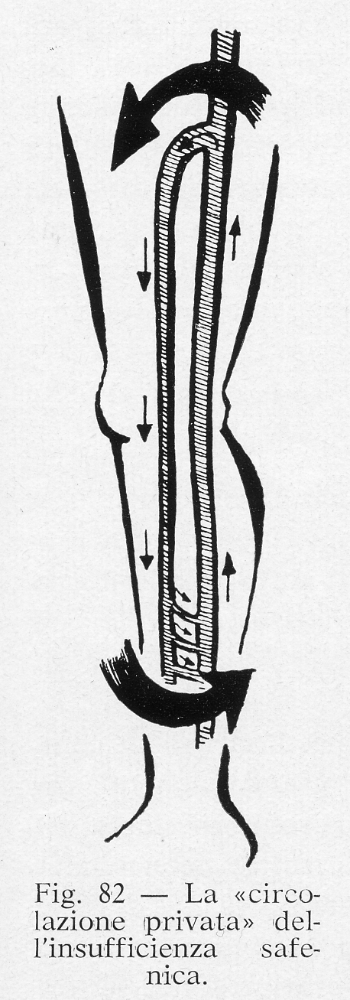 Fig. 82 — La «circo-
lazione privata» del-
l'insufficienza safe-
nica.